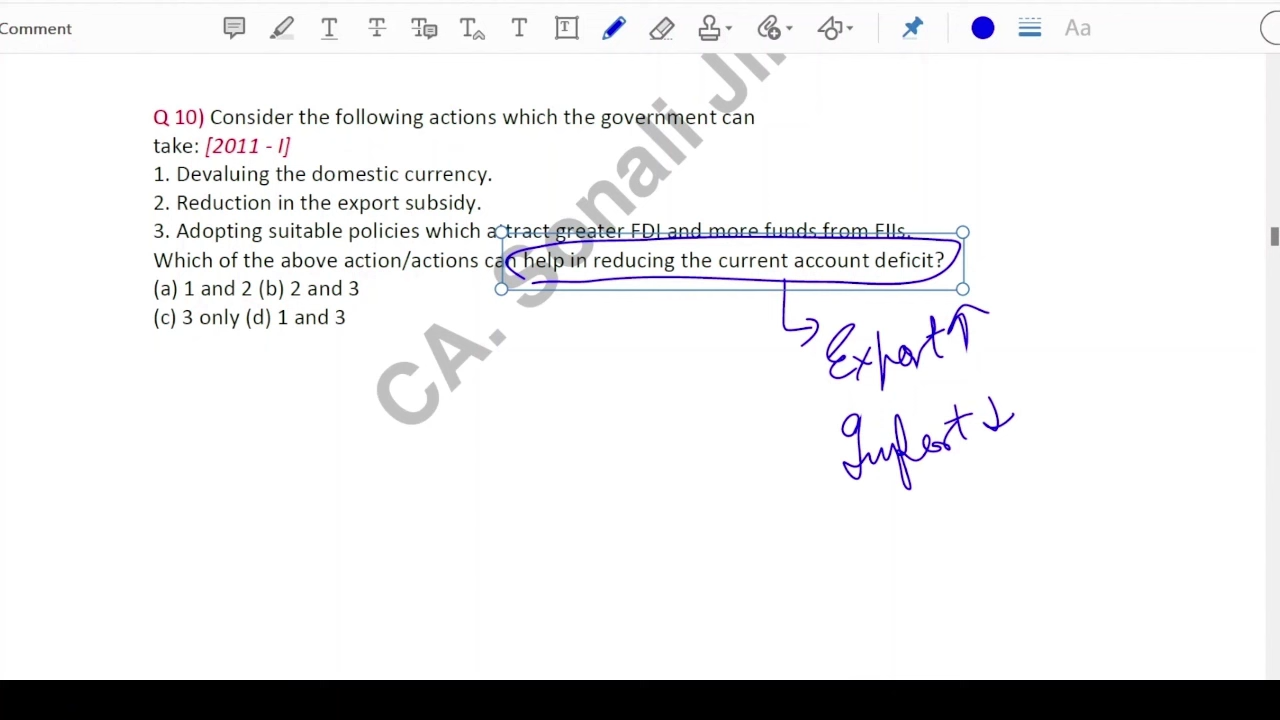 Comment
T T T T T T Aa
Q 10) Consider the following actions which the government can
take: [2011 - I]
1. Devaluing the domestic currency.
2. Reduction in the export subsidy.
3. Adopting suitable policies which attract greater FDI and more funds from FIIs.
Which of the above action/actions can help in reducing the current account deficit?
(a) 1 and 2 (b) 2 and 3
(c) 3 only (d) 1 and 3
Export ↑
Import ↓
CA. Sonali